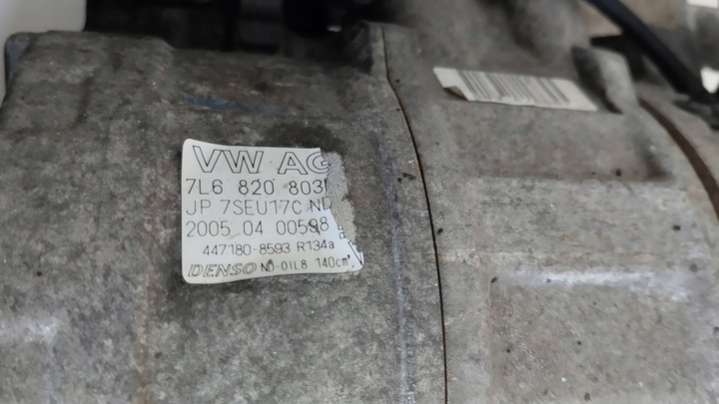 VW AG
7L6 820 803
JP 7SEU17C ND
2005 04 00598
447180-8593 R134a
DENSO ND-OIL8 140cm³